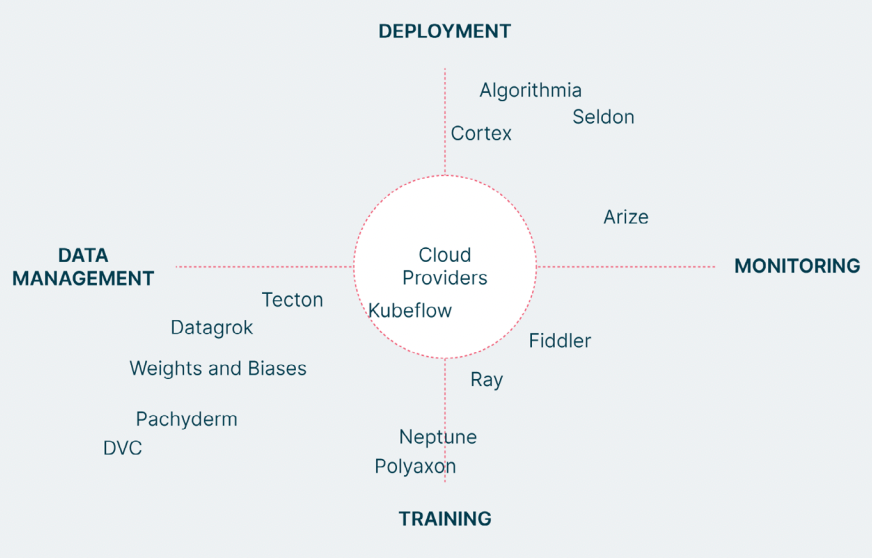 DEPLOYMENT
Algorithmia
Seldon
Cortex
Arize
Cloud
Providers
DATA
MANAGEMENT
MONITORING
Tecton
Kubeflow
Datagrok
Fiddler
Weights and Biases
Ray
Pachyderm
Neptune
DVC
Polyaxon
TRAINING